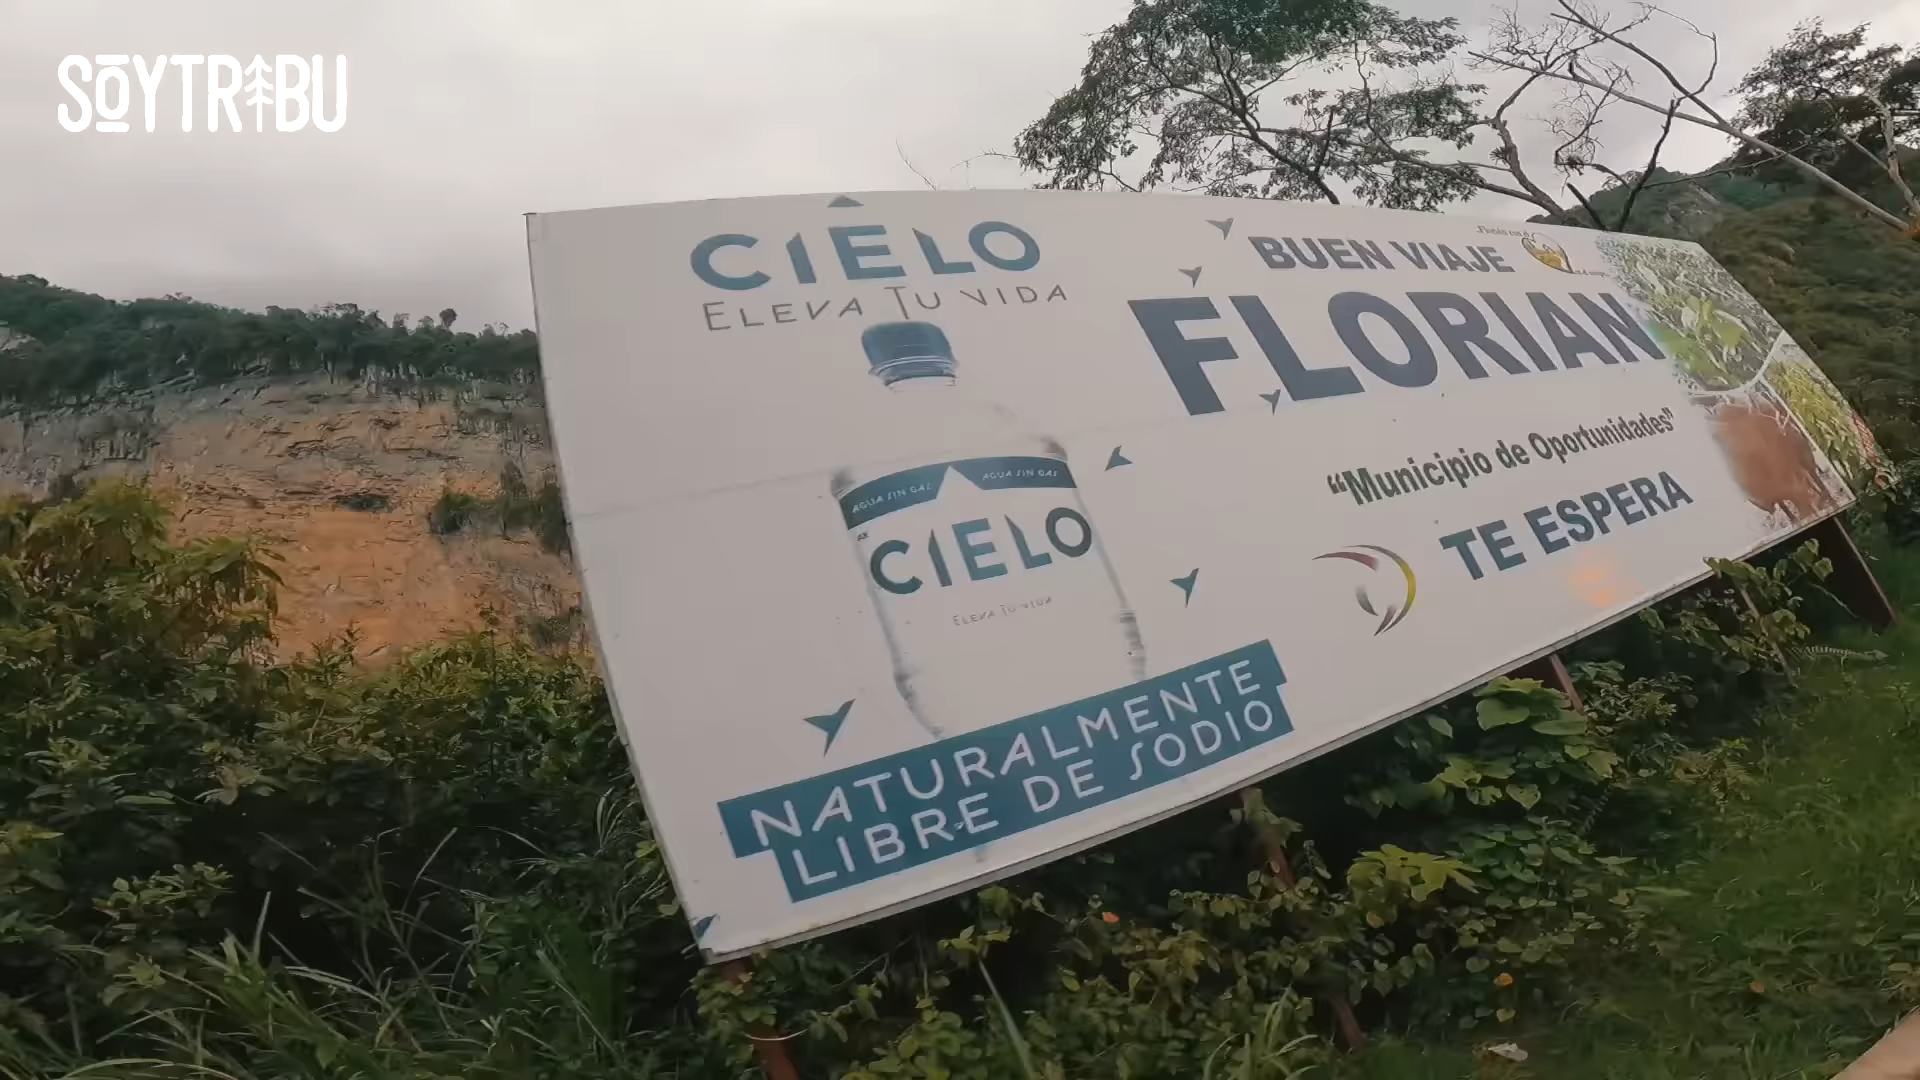 SOYTRIBU
CIELO
ELEVA TU VIDA
AGUA SIN GAS AGUA SIN GAS
CIELO
ELEVA TU VIDA
NATURALMENTE
LIBRE DE SODIO
BUEN VIAJE
FLORIAN
“Municipio de Oportunidades”
TE ESPERA